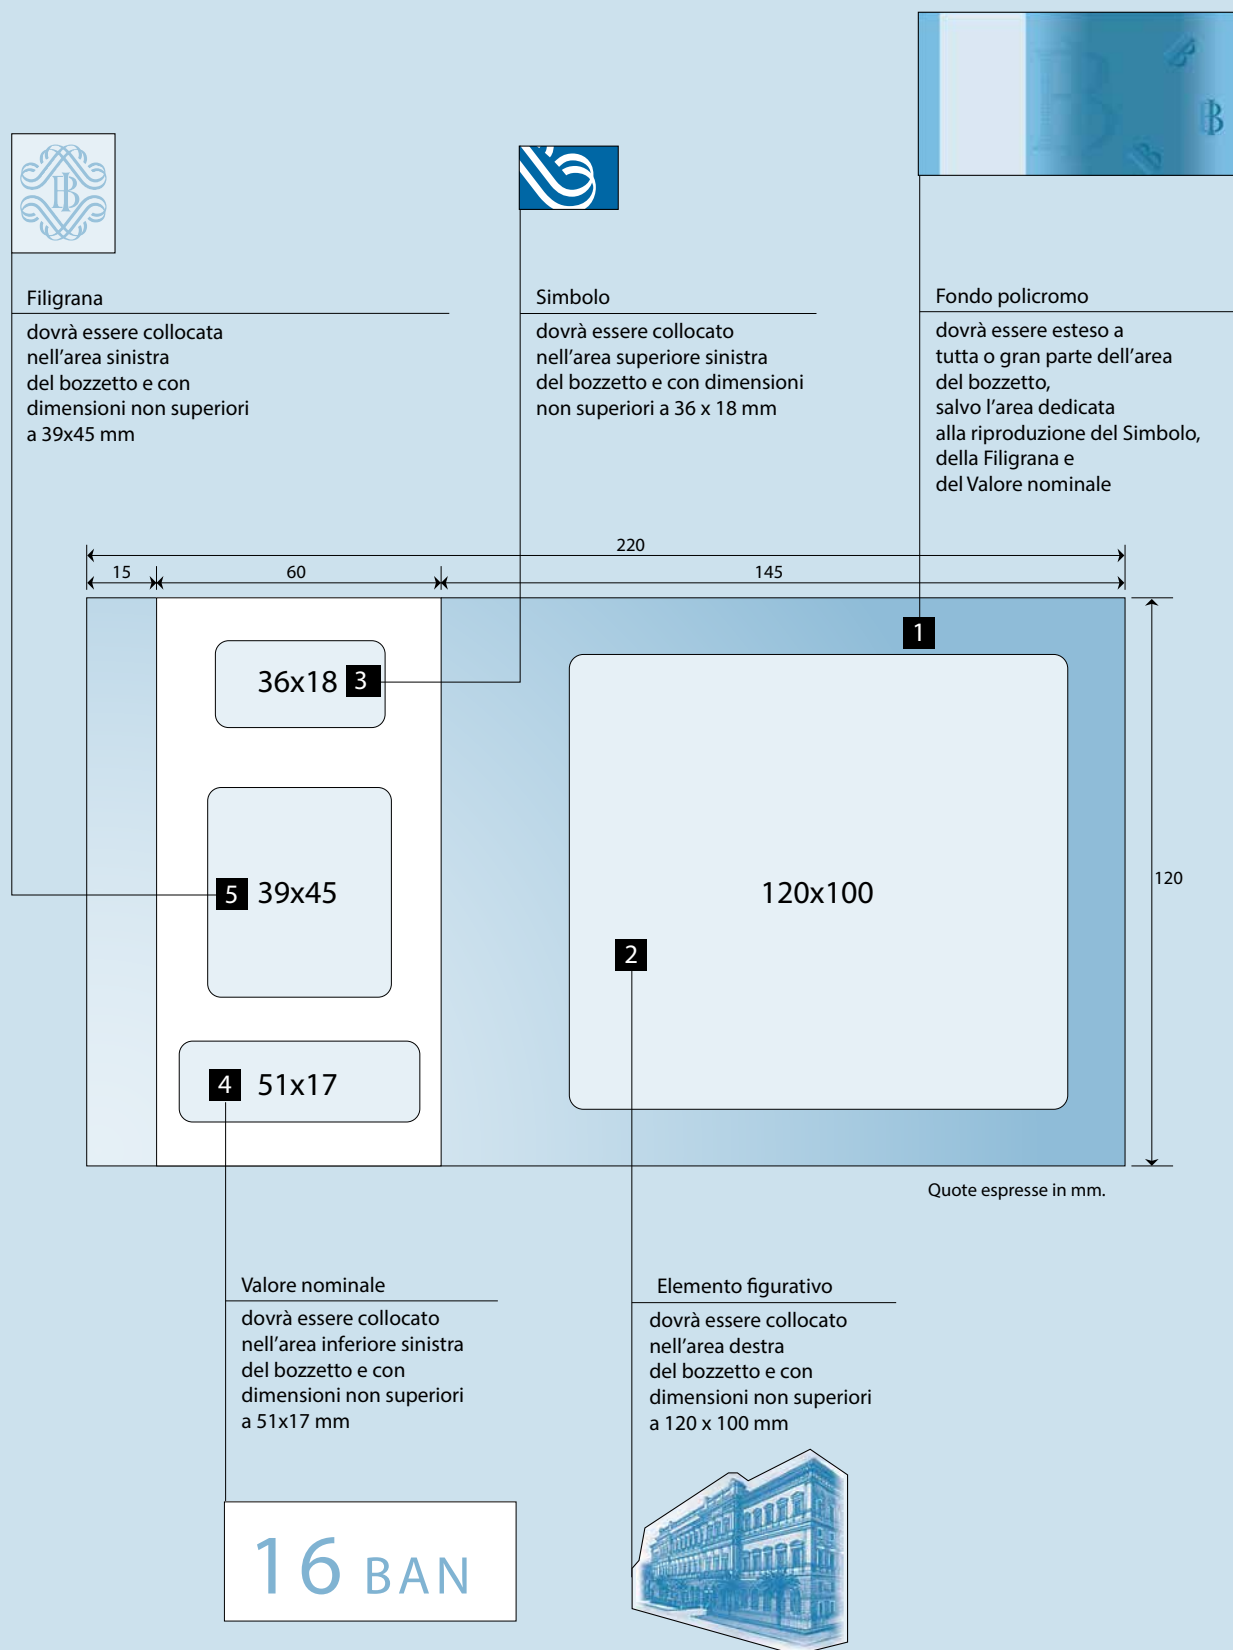 Filigrana
dovrà essere collocata
nell'area sinistra
del bozzetto e con
dimensioni non superiori
a 39x45 mm
Simbolo
dovrà essere collocato
nell'area superiore sinistra
del bozzetto e con dimensioni
non superiori a 36 x 18 mm
Fondo policromo
dovrà essere esteso a
tutta o gran parte dell'area
del bozzetto,
salvo l'area dedicata
alla riproduzione del Simbolo,
della Filigrana e
del Valore nominale
220
15
60
145
1
36x18 3
5 39x45
120x100
120
2
4 51x17
Quote espresse in mm.
Valore nominale
dovrà essere collocato
nell'area inferiore sinistra
del bozzetto e con
dimensioni non superiori
a 51x17 mm
Elemento figurativo
dovrà essere collocato
nell'area destra
del bozzetto e con
dimensioni non superiori
a 120 x 100 mm
16 BAN